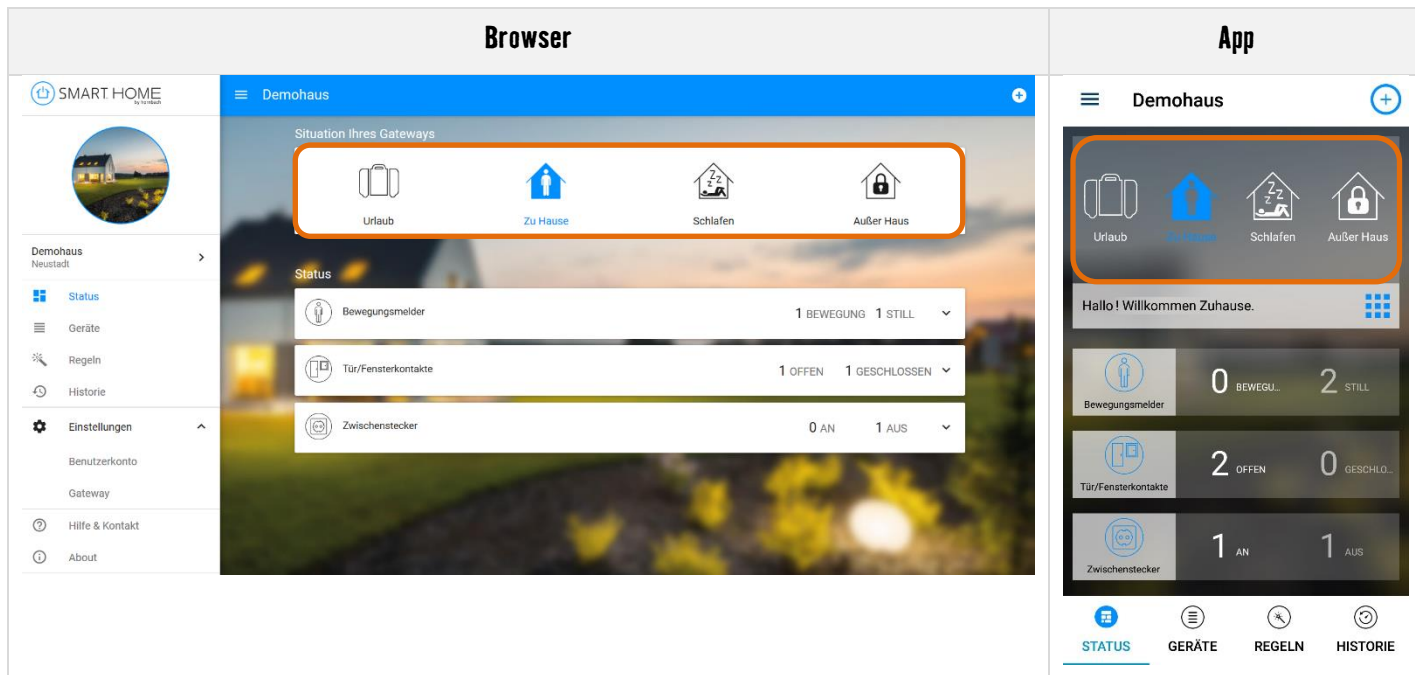 Browser
App
SMART HOME
by hornbach
Demohaus
Neustadt
Status
Geräte
Regeln
Historie
Einstellungen
Benutzerkonto
Gateway
Hilfe & Kontakt
About
Demohaus
Situation Ihres Gateways
Urlaub
Zu Hause
Schlafen
Außer Haus
Status
Bewegungsmelder
1 BEWEGUNG 1 STILL
Tür/Fensterkontakte
1 OFFEN 1 GESCHLOSSEN
Zwischenstecker
0 AN 1 AUS
Demohaus
Urlaub
Zu Hause
Schlafen
Außer Haus
Hallo! Willkommen Zuhause.
Bewegungsmelder
0 BEWEGU...
2 STILL
Tür/Fensterkontakte
2 OFFEN
0 GESCHLO...
Zwischenstecker
1 AN
1 AUS
STATUS
GERÄTE
REGELN
HISTORIE